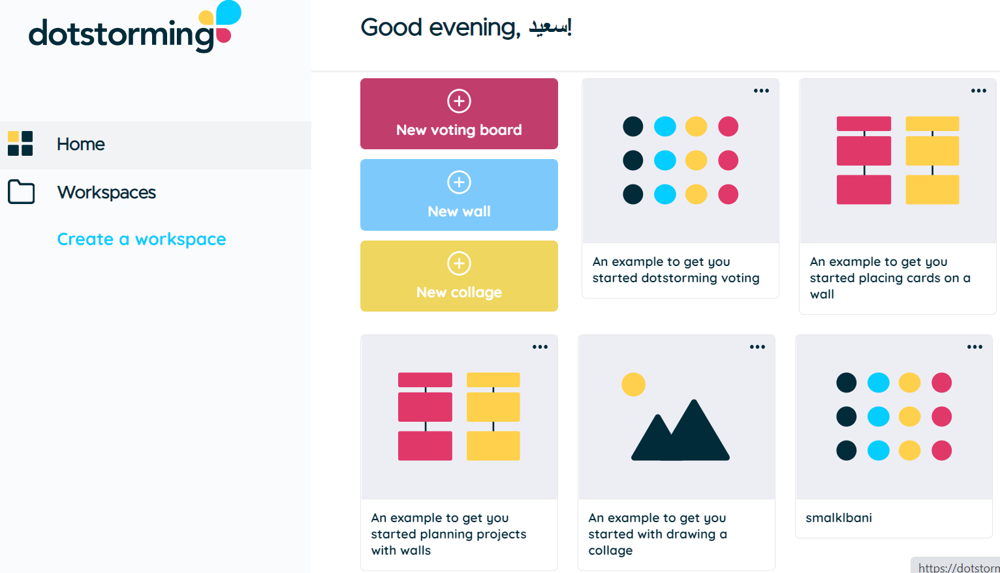 dotstorming
Good evening, سعيد!
Home
Workspaces
Create a workspace
New voting board
New wall
New collage
An example to get you
started dotstorming voting
An example to get you
started placing cards on a
wall
An example to get you
started planning projects
with walls
An example to get you
started with drawing a
collage
smalklbani
https://dotstorm